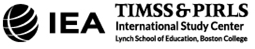 IEA
TIMSS & PIRLS
International Study Center
Lynch School of Education, Boston College